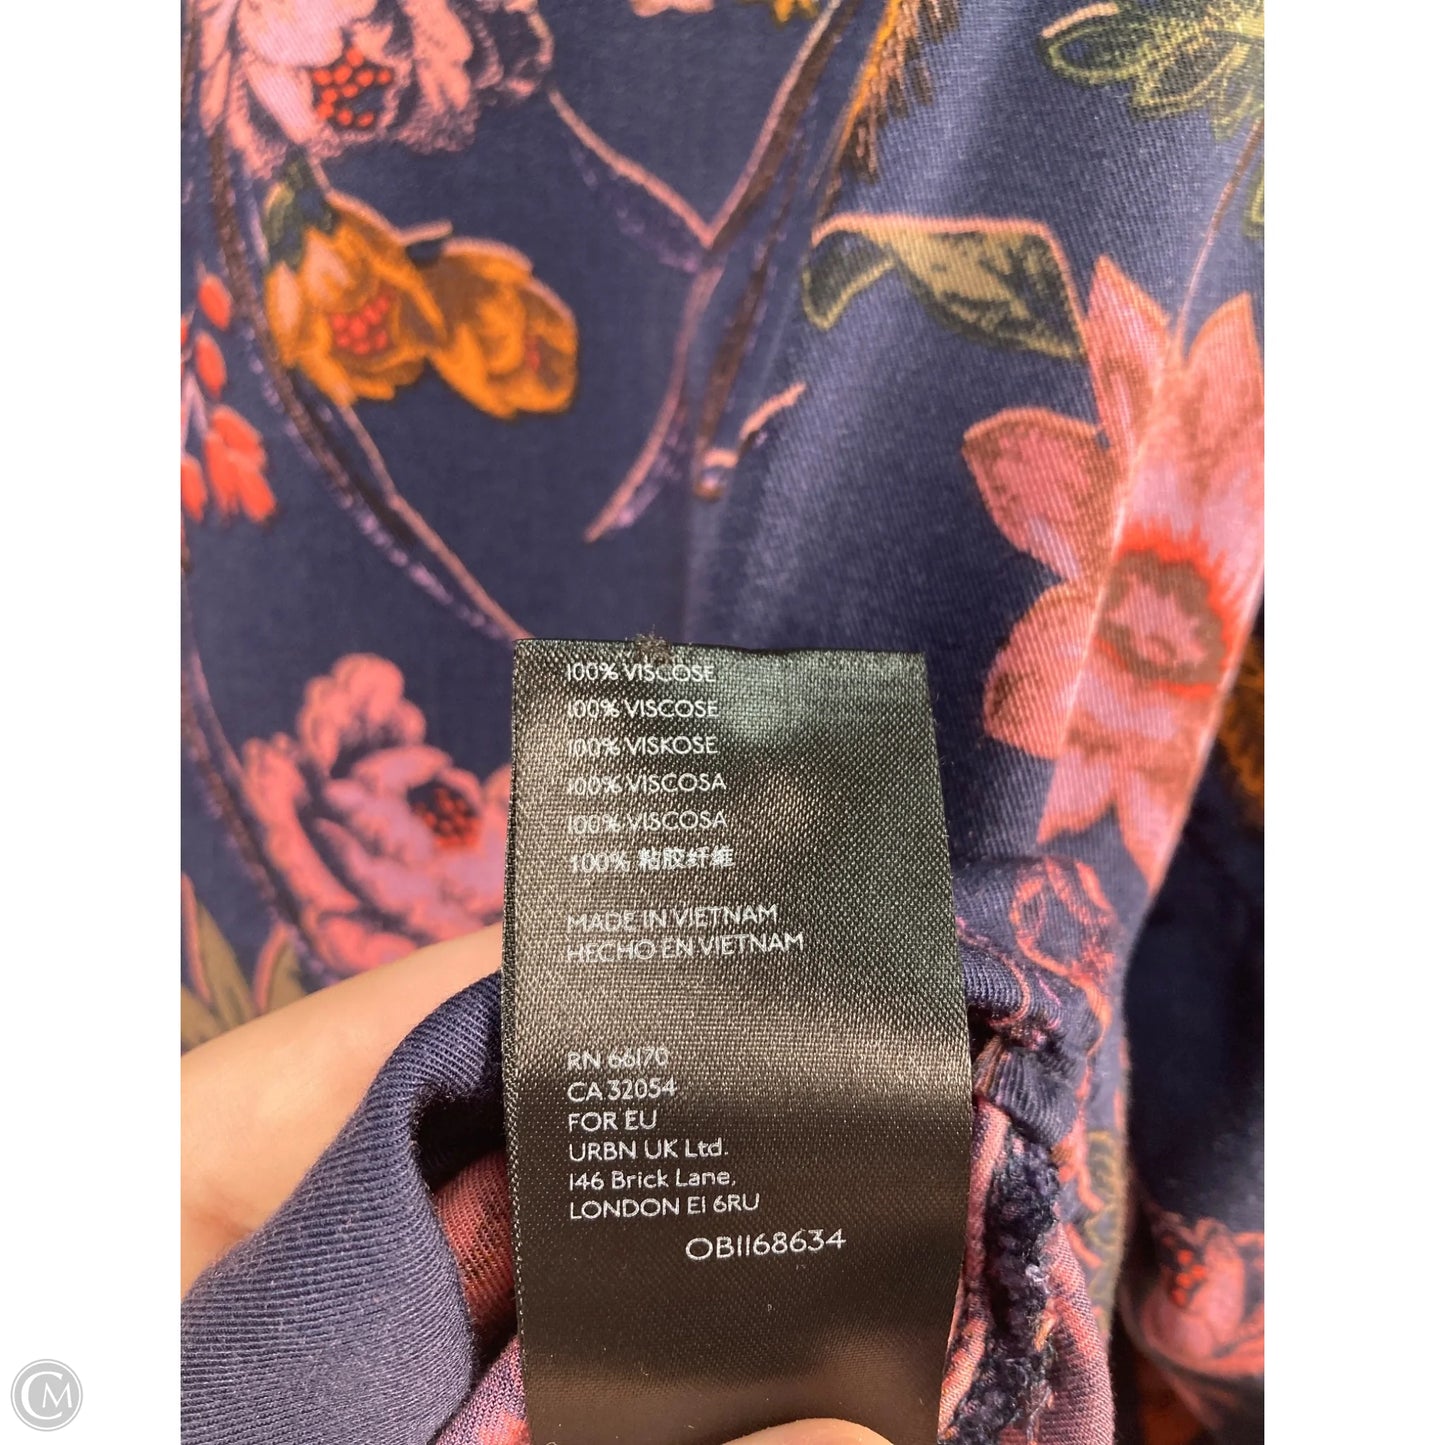 100% VISCOSE
100% VISCOSE
100% VISKOSE
100% VISCOSA
100% VISCOSA
100% 粘胶纤维
MADE IN VIETNAM
HECHO EN VIETNAM
RN 66170
CA 32054
FOR EU
URBN UK Ltd.
146 Brick Lane,
LONDON E1 6RU
OB1168634
CM